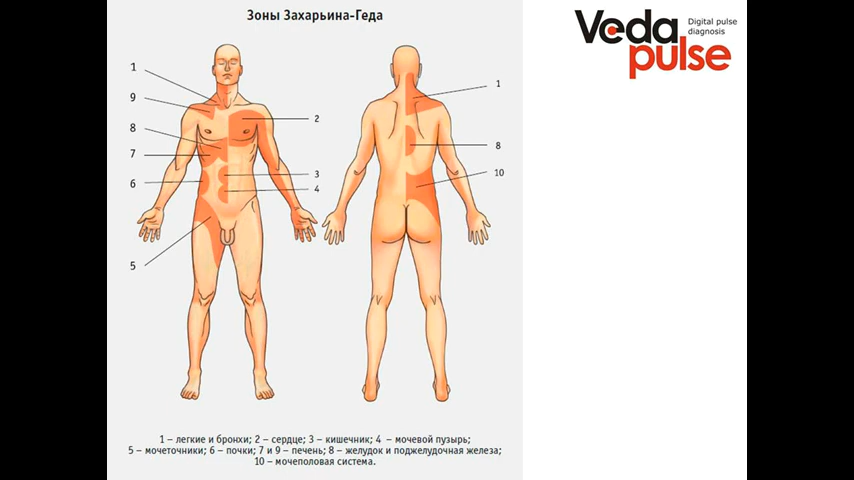 Зоны Захарьина-Геда
Veda
pulse
Digital pulse
diagnosis
1
9
8
7
6
5
2
3
4
1
8
10
1 – легкие и бронхи; 2 – сердце; 3 – кишечник; 4 – мочевой пузырь;
5 – мочеточники; 6 – почки; 7 и 9 – печень; 8 – желудок и поджелудочная железа;
10 – мочеполовая система.